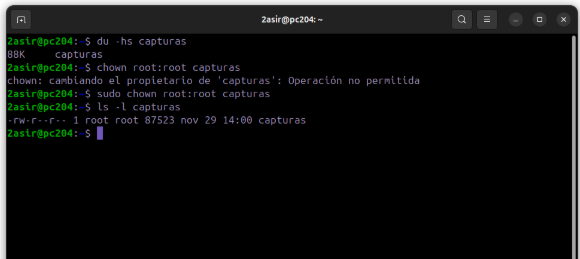 2asir@pc204: ~
2asir@pc204:~$ du -hs capturas
88K     capturas
2asir@pc204:~$ chown root:root capturas
chown: cambiando el propietario de 'capturas': Operación no permitida
2asir@pc204:~$ sudo chown root:root capturas
2asir@pc204:~$ ls -l capturas
-rw-r--r-- 1 root root 87523 nov 29 14:00 capturas
2asir@pc204:~$